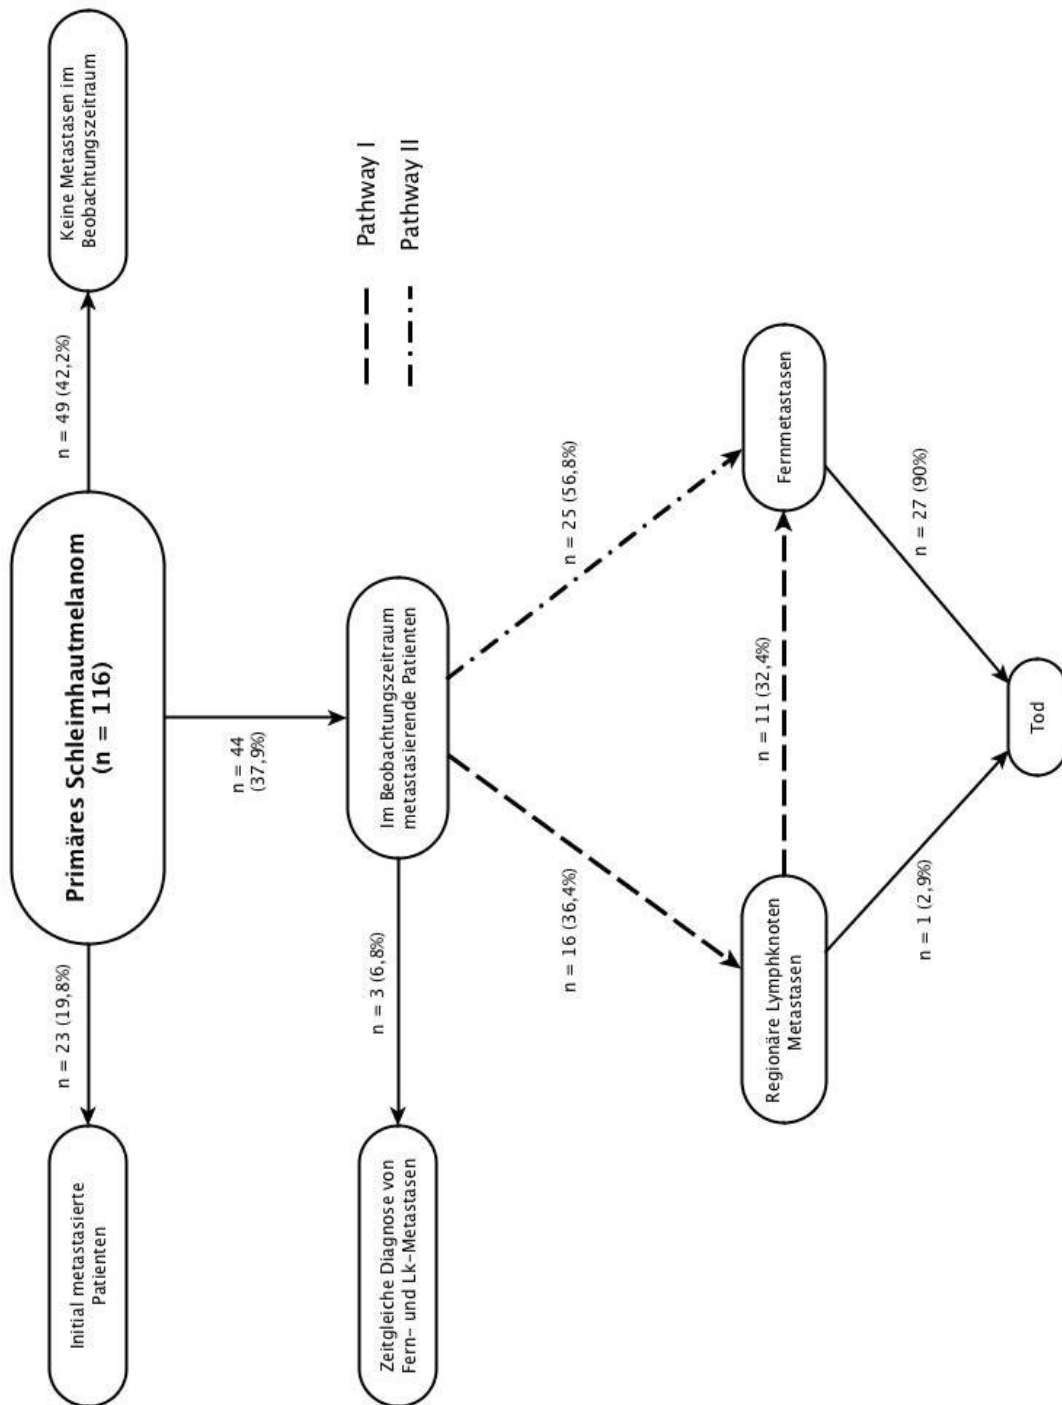 Primäres Schleimhautmelanom
(n = 116)
n = 23 (19,8%)
n = 49 (42,2%)
Initial metastasierte
Patienten
Keine Metastasen im
Beobachtungszeitraum
n = 44
(37,9%)
Pathway I
Pathway II
n = 3 (6,8%)
Zeitgleiche Diagnose von
Fern- und Lk-Metastasen
Im Beobachtungszeitraum
metastasierende Patienten
n = 16 (36,4%)
n = 25 (56,8%)
Regionäre Lymphknoten
Metastasen
n = 11 (32,4%)
Fernmetastasen
n = 1 (2,9%)
n = 27 (90%)
Tod